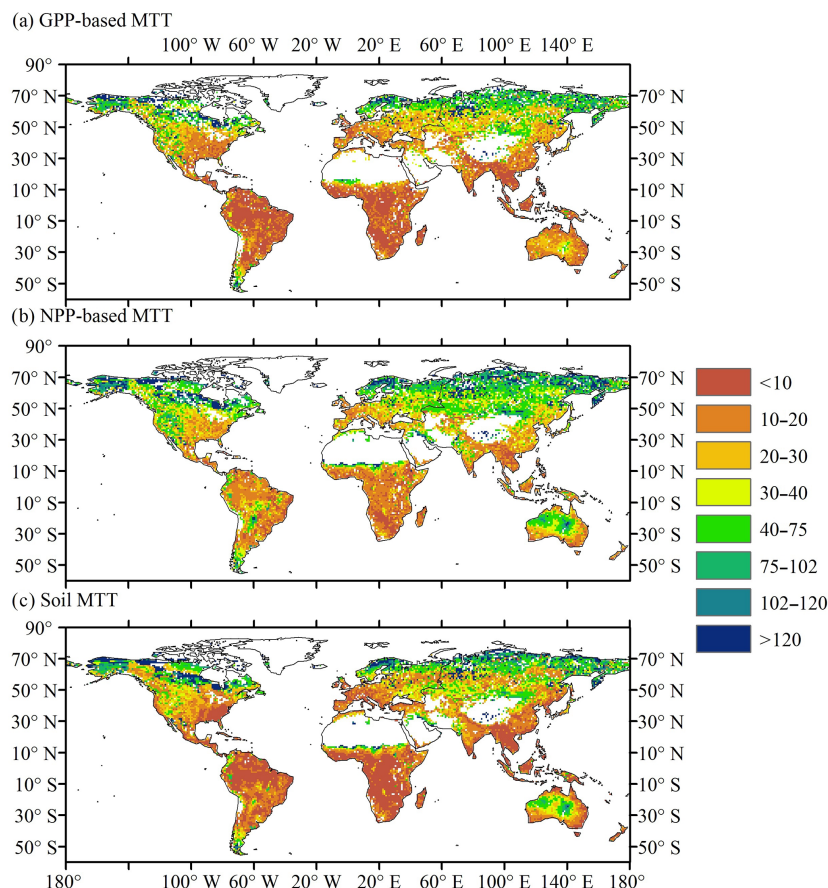 (a) GPP-based MTT
100° W 60° W 20° W 20° E 60° E 100° E 140° E
90°
70° N 70° N
50° N 50° N
30° N 30° N
10° N 10° N
10° S 10° S
30° S 30° S
50° S 50° S
(b) NPP-based MTT
90°
70° N 70° N
50° N 50° N
30° N 30° N
10° N 10° N
10° S 10° S
30° S 30° S
50° S 50° S
(c) Soil MTT
90°
70° N 70° N
50° N 50° N
30° N 30° N
10° N 10° N
10° S 10° S
30° S 30° S
50° S 50° S
180° 100° W 60° W 20° W 20° E 60° E 100° E 140° E 180°
<10
10–20
20–30
30–40
40–75
75–102
102–120
>120